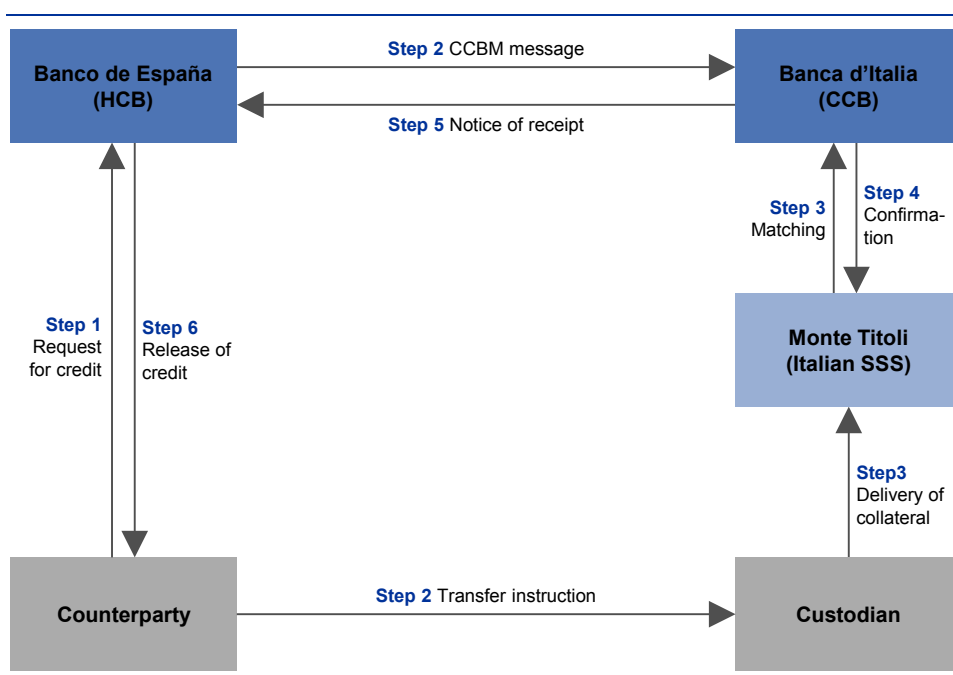 Step 2 CCBM message
Banco de España
(HCB)
Banca d’Italia
(CCB)
Step 5 Notice of receipt
Step 3
Matching
Step 4
Confirma-
tion
Step 1
Request
for credit
Step 6
Release of
credit
Monte Titoli
(Italian SSS)
Step3
Delivery of
collateral
Step 2 Transfer instruction
Counterparty
Custodian